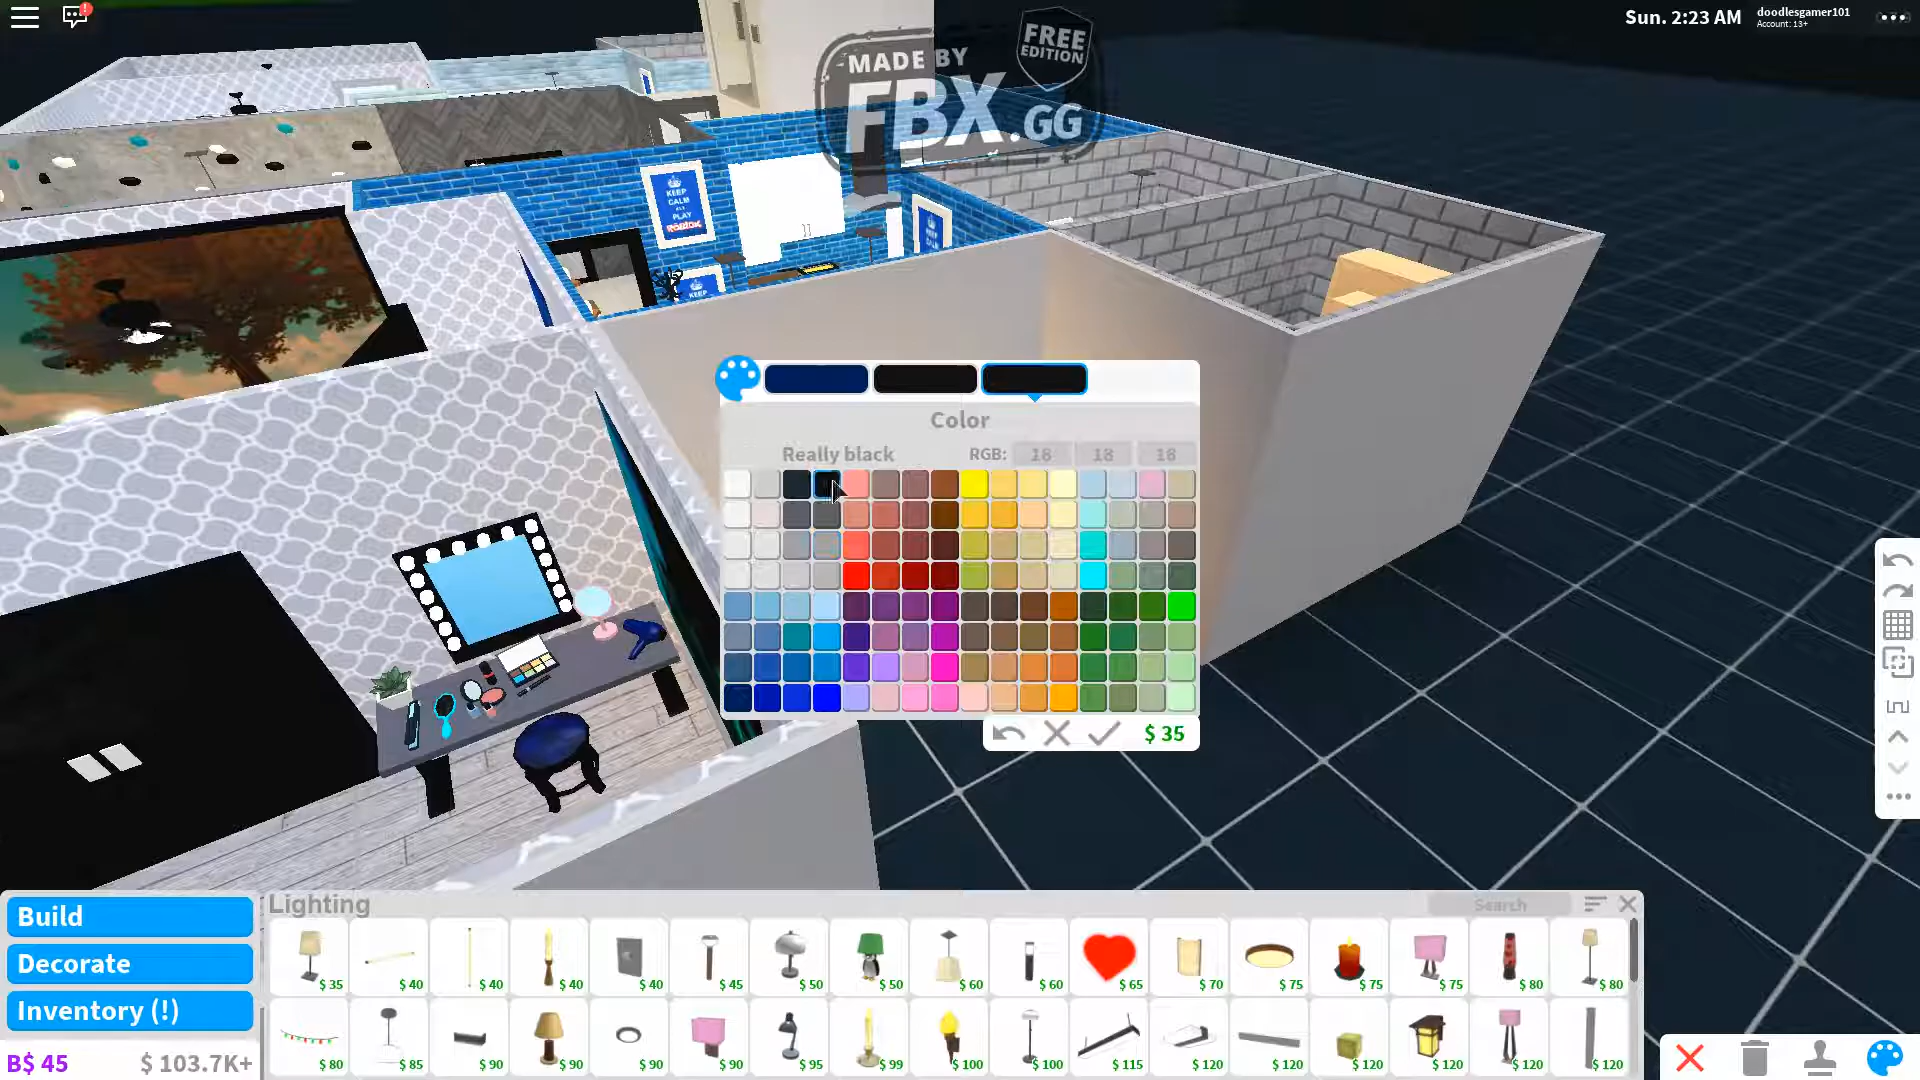 Sun. 2:23 AM
doodlesgamer101
Account: 13+
MADE BY
FBX.GG
FREE
EDITION
KEEP
CALM
AND
PLAY
ROBLOX
KEEP
Color
Really black
RGB: 18 18 18
$ 35
Build
Decorate
Inventory (!)
B$ 45
$ 103.7K+
Lighting
Search
$ 35
$ 40
$ 40
$ 40
$ 40
$ 45
$ 50
$ 50
$ 60
$ 60
$ 65
$ 70
$ 75
$ 75
$ 75
$ 80
$ 80
$ 80
$ 85
$ 90
$ 90
$ 90
$ 90
$ 95
$ 99
$ 100
$ 100
$ 115
$ 120
$ 120
$ 120
$ 120
$ 120
$ 120